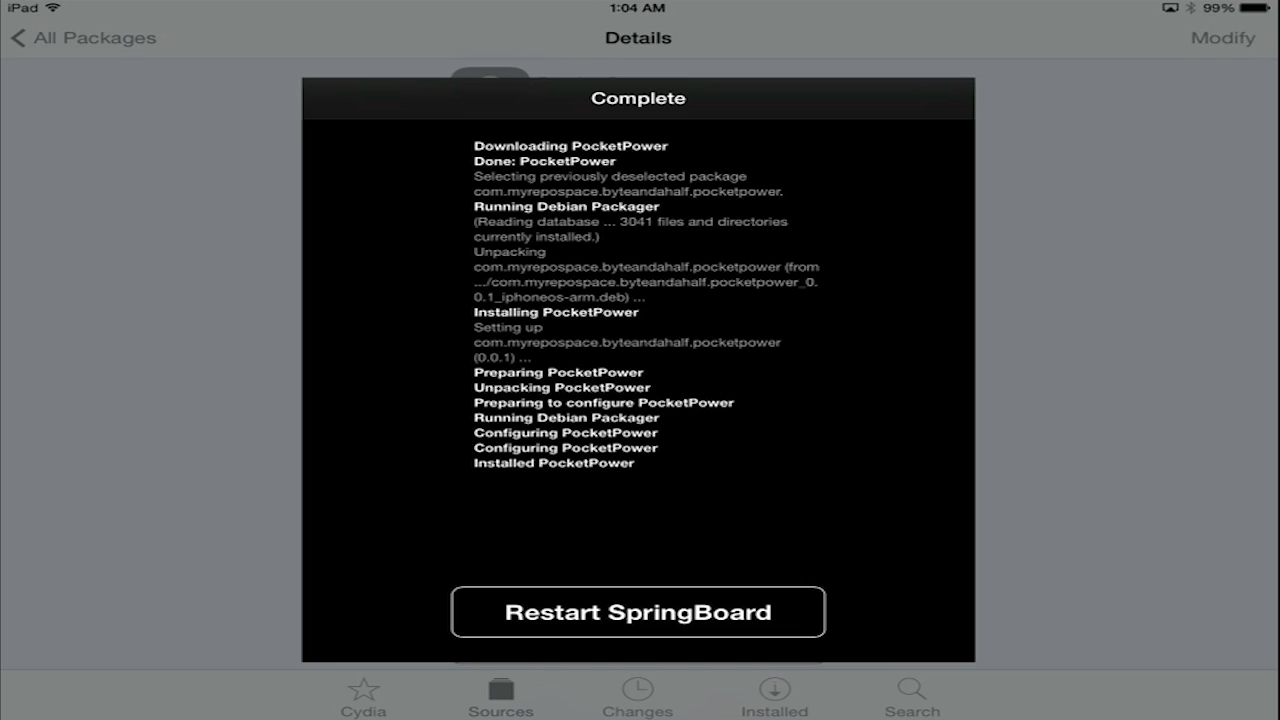 iPad 1:04 AM 99%
All Packages Details Modify
Complete
Downloading PocketPower
Done: PocketPower
Selecting previously deselected package
com.myrepospace.byteandahalf.pocketpower.
Running Debian Packager
(Reading database ... 3041 files and directories
currently installed.)
Unpacking
com.myrepospace.byteandahalf.pocketpower (from
.../com.myrepospace.byteandahalf.pocketpower_0.
0.1_iphoneos-arm.deb) ...
Installing PocketPower
Setting up
com.myrepospace.byteandahalf.pocketpower
(0.0.1) ...
Preparing PocketPower
Unpacking PocketPower
Preparing to configure PocketPower
Running Debian Packager
Configuring PocketPower
Configuring PocketPower
Installed PocketPower
Restart SpringBoard
Cydia Sources Changes Installed Search